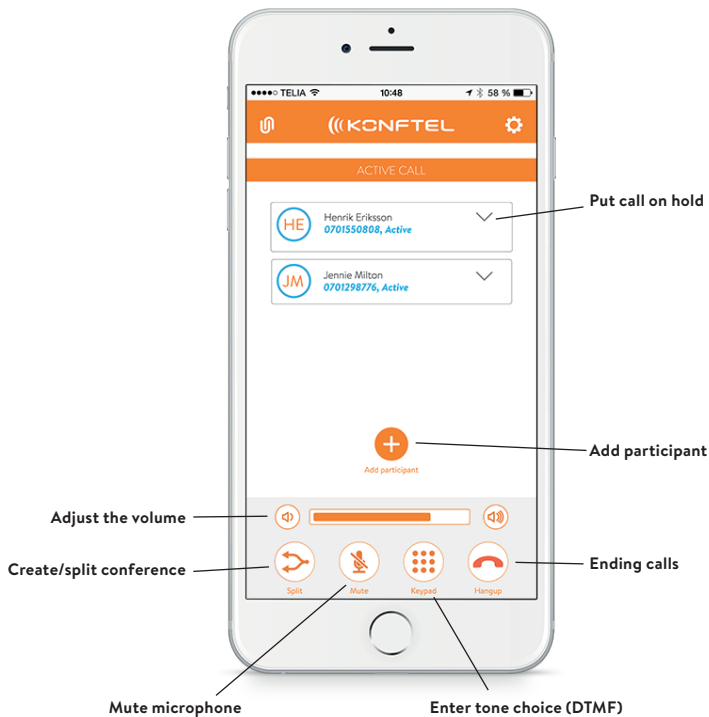 TELIA
10:48
58 %
KONFTEL
ACTIVE CALL
Put call on hold
HE
Henrik Eriksson
0701550808, Active
JM
Jennie Milton
0701298776, Active
Add participant
Add participant
Adjust the volume
Create/split conference
Ending calls
Split
Mute
Keypad
Hangup
Mute microphone
Enter tone choice (DTMF)